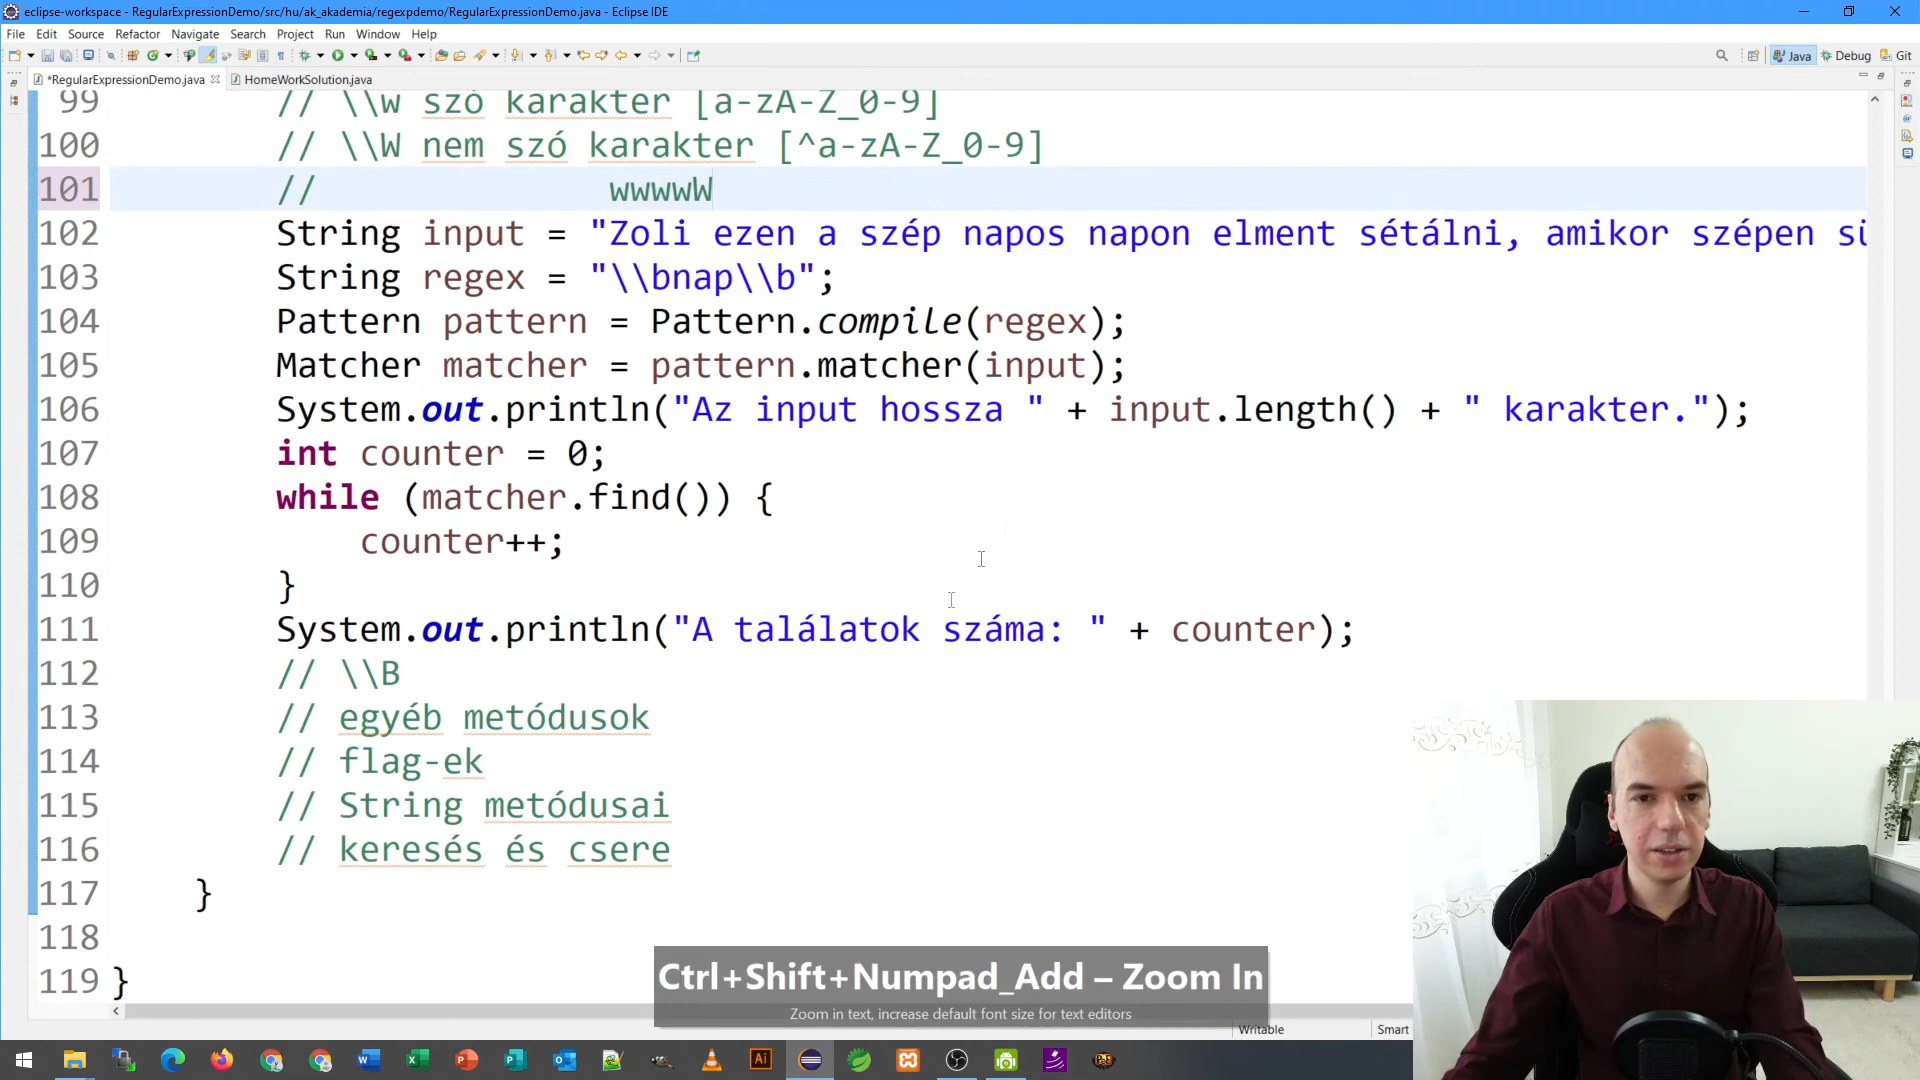 eclipse-workspace - RegularExpressionDemo/src/hu/ak_akademia/regexpdemo/RegularExpressionDemo.java - Eclipse IDE
File Edit Source Refactor Navigate Search Project Run Window Help
Java Debug Git
*RegularExpressionDemo.java HomeWorkSolution.java
99 // \\w szó karakter [a-zA-Z_0-9]
100 // \\W nem szó karakter [^a-zA-Z_0-9]
101 // wwwwW
102 String input = "Zoli ezen a szép napos napon elment sétálni, amikor szépen sü
103 String regex = "\\bnap\\b";
104 Pattern pattern = Pattern.compile(regex);
105 Matcher matcher = pattern.matcher(input);
106 System.out.println("Az input hossza " + input.length() + " karakter.");
107 int counter = 0;
108 while (matcher.find()) {
109 counter++;
110 }
111 System.out.println("A találatok száma: " + counter);
112 // \\B
113 // egyéb metódusok
114 // flag-ek
115 // String metódusai
116 // keresés és csere
117 }
118
119 }
Ctrl+Shift+Numpad_Add – Zoom In
Zoom in text, increase default font size for text editors
Writable Smart